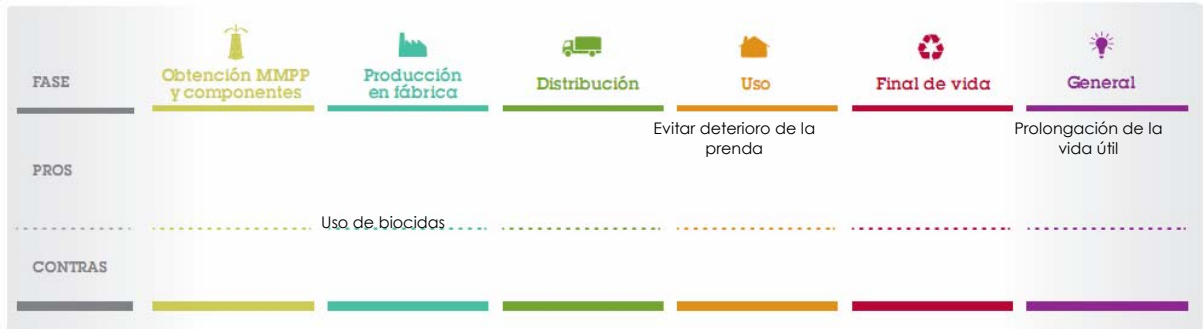 FASE
Obtención MMPP
y componentes
Producción
en fábrica
Distribución
Uso
Final de vida
General
PROS
Evitar deterioro de la
prenda
Prolongación de la
vida útil
Uso de biocidas
CONTRAS